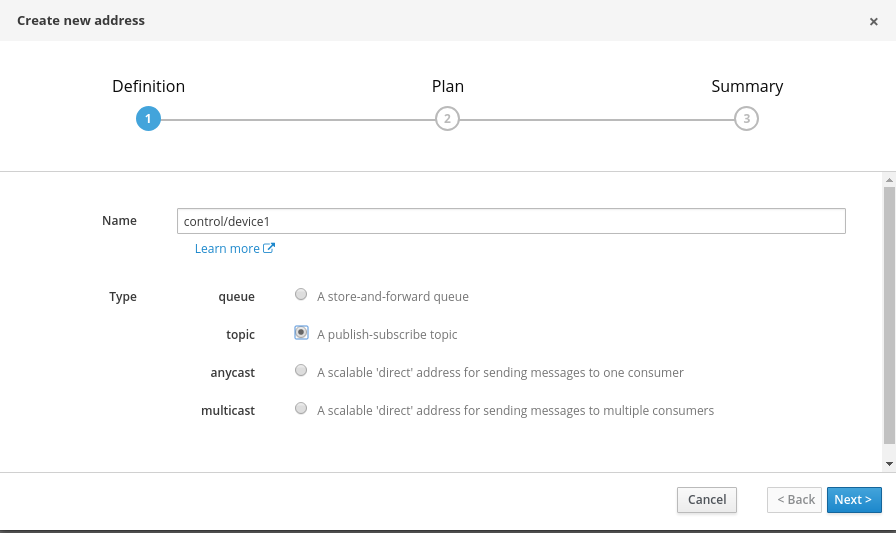 Create new address ×
Definition Plan Summary
1 2 3
Name control/device1
Learn more
Type queue A store-and-forward queue
topic A publish-subscribe topic
anycast A scalable 'direct' address for sending messages to one consumer
multicast A scalable 'direct' address for sending messages to multiple consumers
Cancel < Back Next >